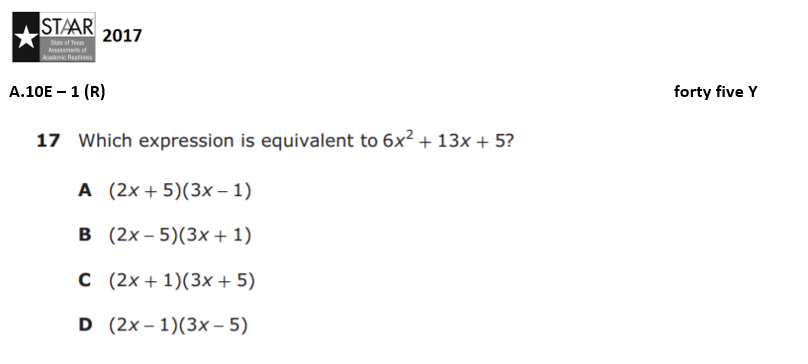 STAAR
State of Texas
Assessments of
Academic Readiness
2017
A.10E – 1 (R)
forty five Y
17 Which expression is equivalent to 6x² + 13x + 5?
A (2x + 5)(3x – 1)
B (2x – 5)(3x + 1)
C (2x + 1)(3x + 5)
D (2x – 1)(3x – 5)